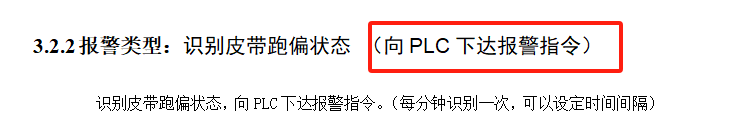 3.2.2 报警类型：识别皮带跑偏状态 （向 PLC 下达报警指令）
识别皮带跑偏状态，向 PLC 下达报警指令。（每分钟识别一次，可以设定时间间隔）